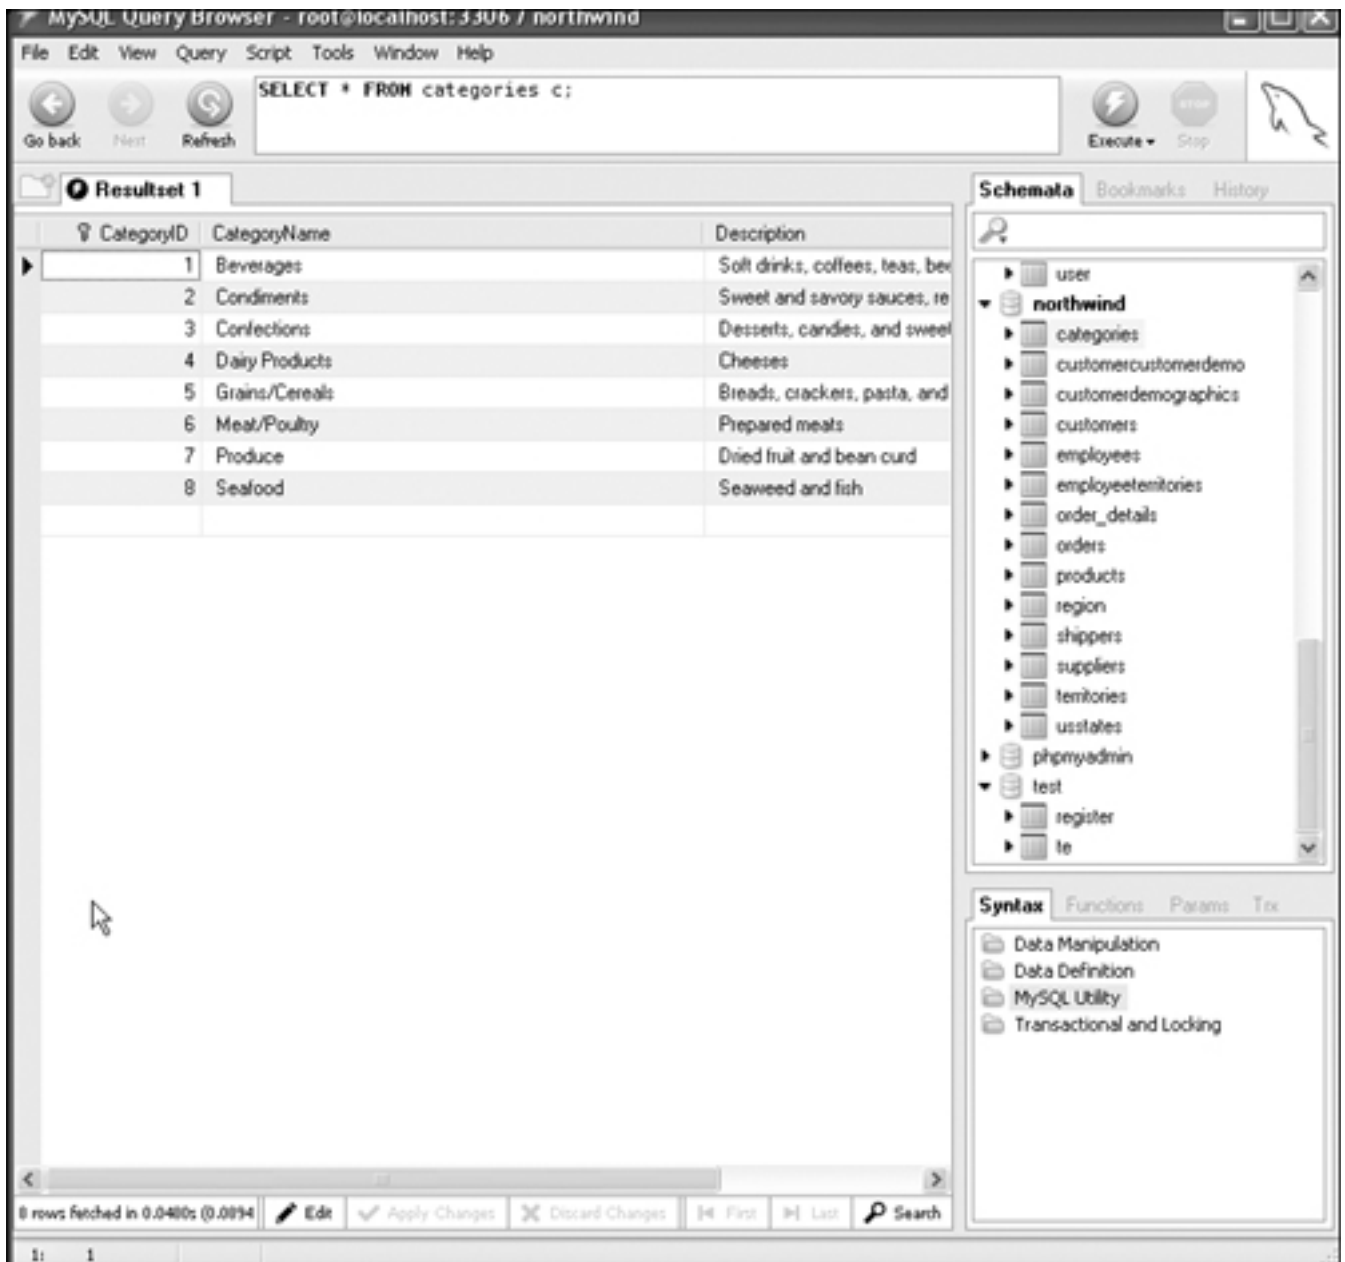 MySQL Query Browser - root@localhost:3306 / northwind
File Edit View Query Script Tools Window Help
SELECT * FROM categories c;
Go back Next Refresh Execute Stop
Resultset 1
CategoryID CategoryName Description
1 Beverages Soft drinks, coffees, teas, bee
2 Condiments Sweet and savory sauces, re
3 Confections Desserts, candies, and sweet
4 Dairy Products Cheeses
5 Grains/Cereals Breads, crackers, pasta, and
6 Meat/Poultry Prepared meats
7 Produce Dried fruit and bean curd
8 Seafood Seaweed and fish
8 rows fetched in 0.0480s (0.0894 Edit Apply Changes Discard Changes First Last Search
1: 1
Schemata Bookmarks History
user
northwind
categories
customercustomerdemo
customerdemographics
customers
employees
employeeterritories
order_details
orders
products
region
shippers
suppliers
territories
usstates
phpmyadmin
test
register
te
Syntax Functions Params Trx
Data Manipulation
Data Definition
MySQL Utility
Transactional and Locking